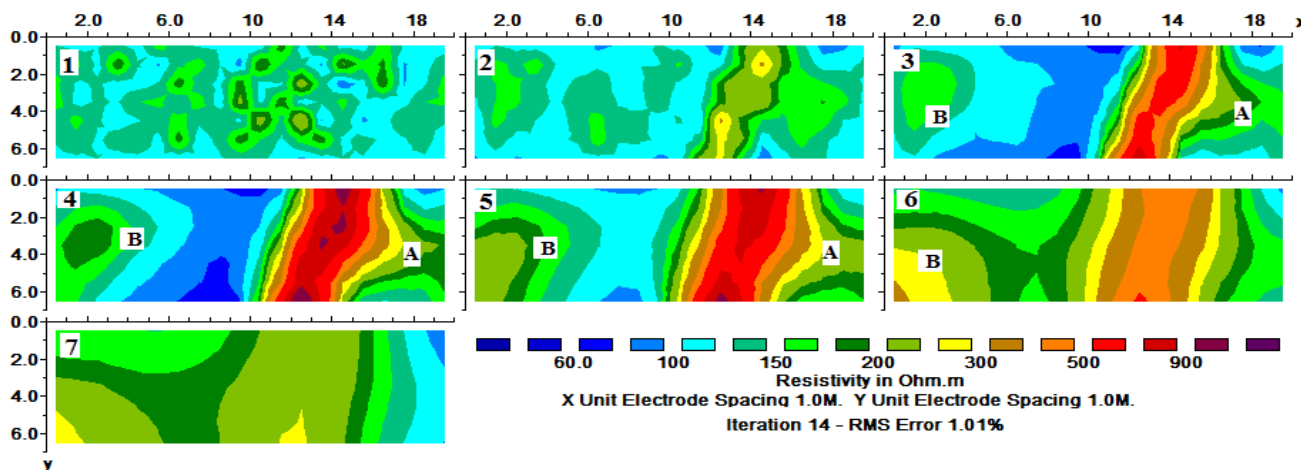 2.0 6.0 10 14 18 2.0 6.0 10 14 18 2.0 6.0 10 14 18 x
0.0 1 2 3
2.0
4.0 B A
6.0
0.0 4 5 6
2.0 B
4.0 A B A B
6.0
0.0 7
2.0 60.0 100 150 200 300 500 900
4.0 Resistivity in Ohm.m
X Unit Electrode Spacing 1.0M. Y Unit Electrode Spacing 1.0M.
6.0 Iteration 14 - RMS Error 1.01%
y